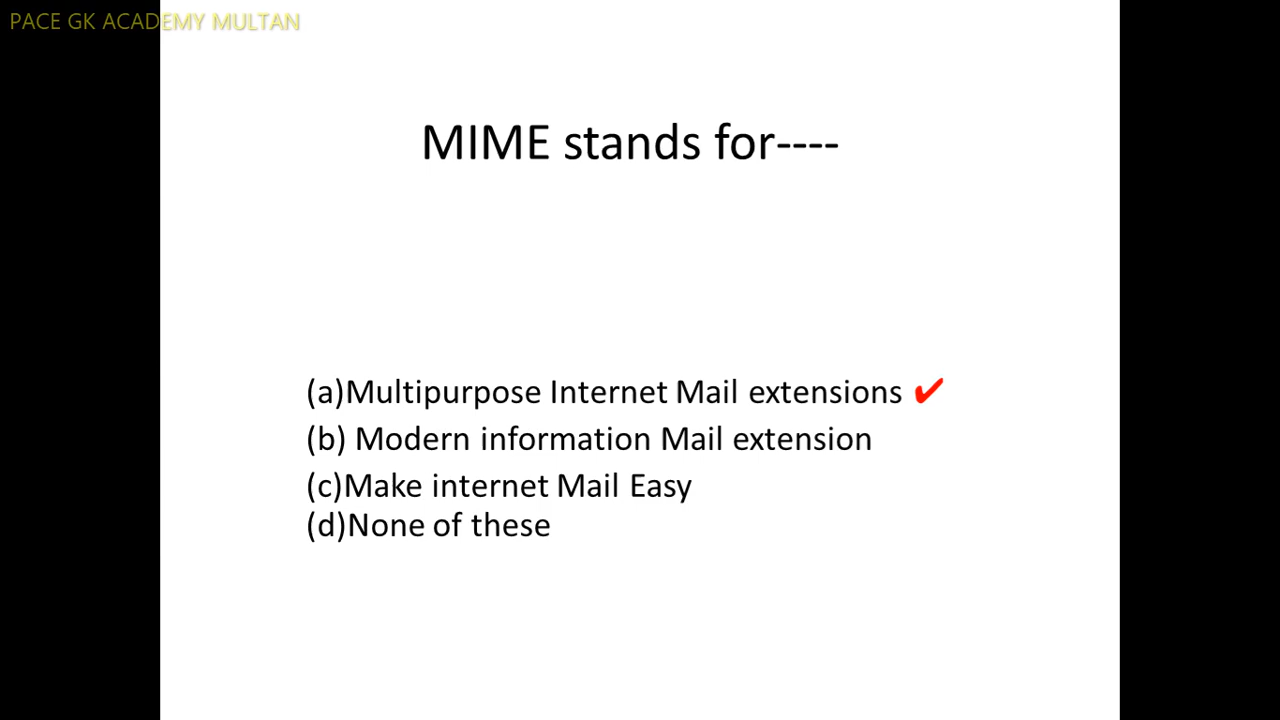 PACE GK ACADEMY MULTAN
MIME stands for----
(a)Multipurpose Internet Mail extensions ✔
(b) Modern information Mail extension
(c)Make internet Mail Easy
(d)None of these